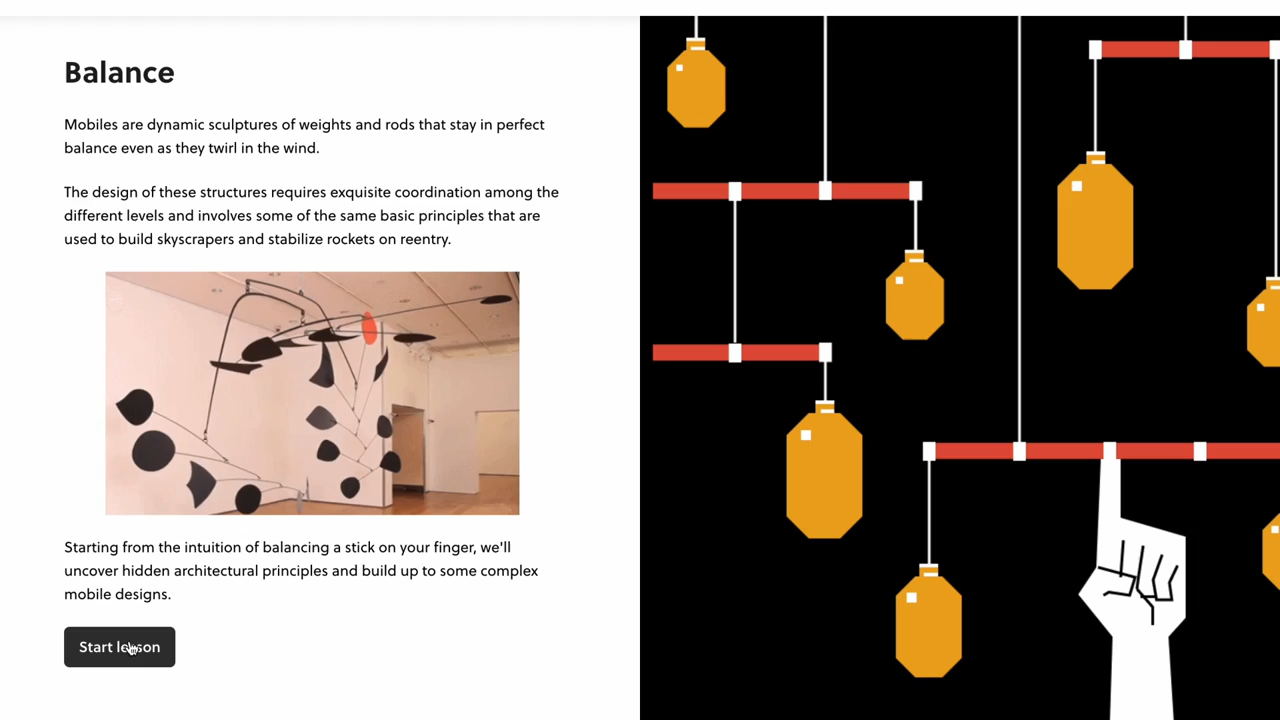 Balance
Mobiles are dynamic sculptures of weights and rods that stay in perfect
balance even as they twirl in the wind.
The design of these structures requires exquisite coordination among the
different levels and involves some of the same basic principles that are
used to build skyscrapers and stabilize rockets on reentry.
Starting from the intuition of balancing a stick on your finger, we'll
uncover hidden architectural principles and build up to some complex
mobile designs.
Start lesson